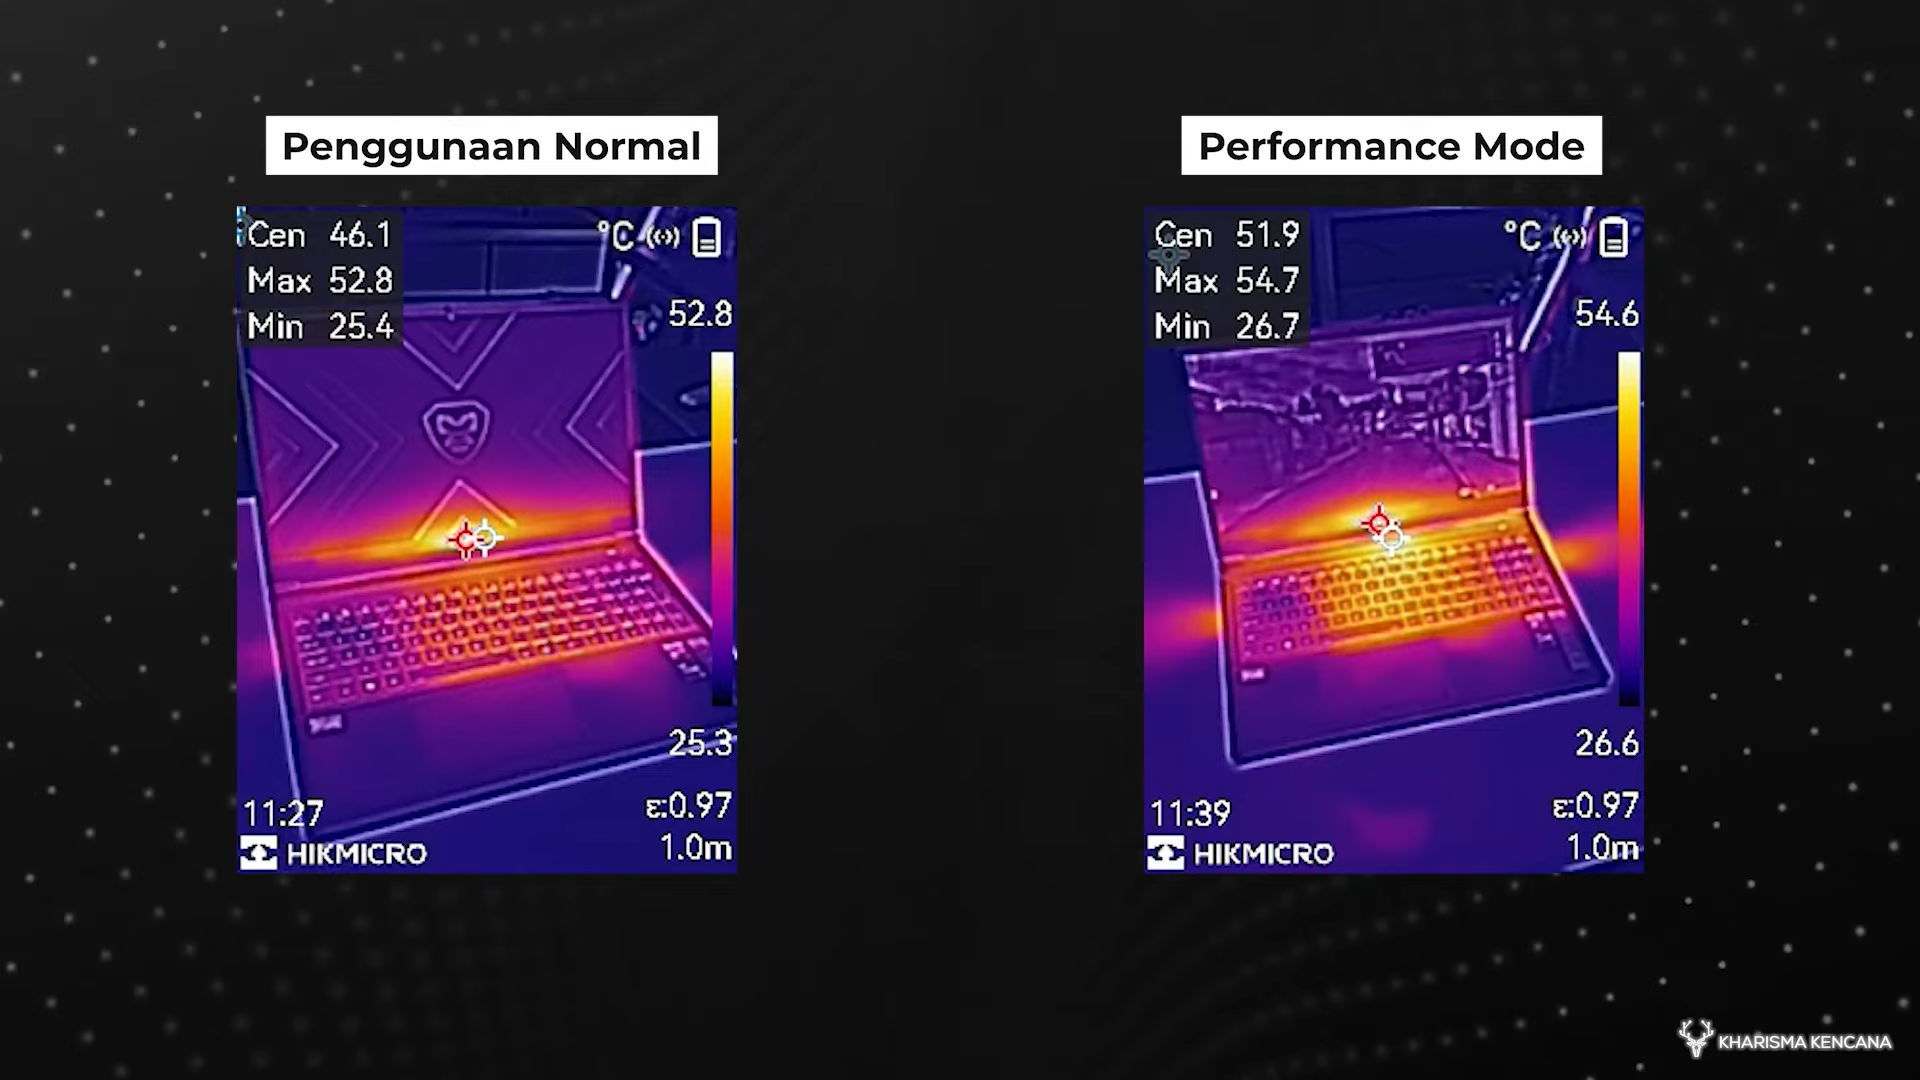 Penggunaan Normal
Cen 46.1
Max 52.8
Min 25.4
°C
52.8
25.3
11:27
ε:0.97
1.0m
HIKMICRO
Performance Mode
Cen 51.9
Max 54.7
Min 26.7
°C
54.6
26.6
11:39
ε:0.97
1.0m
HIKMICRO
KHARISMA KENCANA